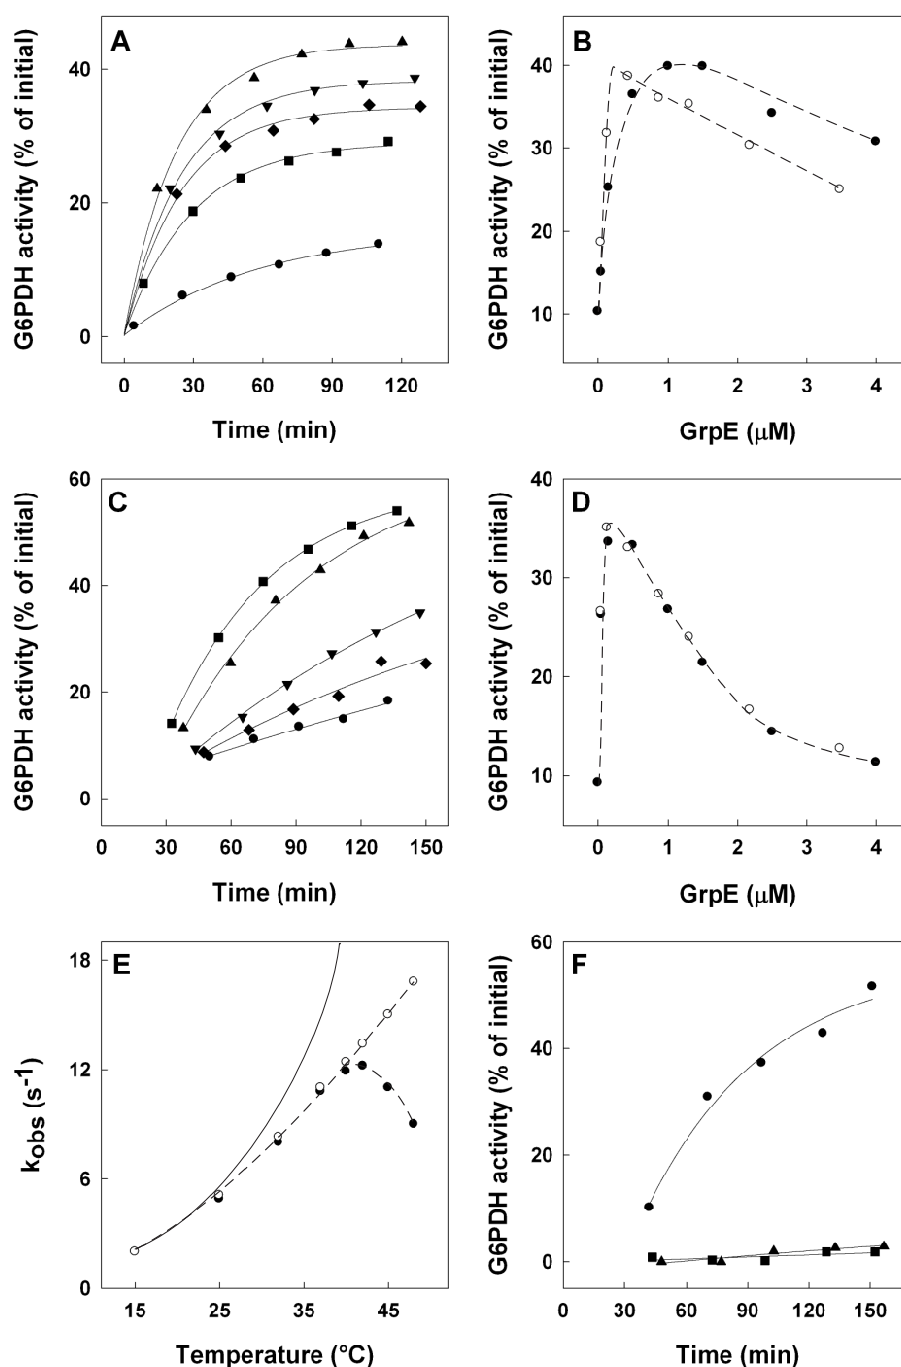 A
G6PDH activity (% of initial)
40
20
0
0 30 60 90 120
Time (min)
B
G6PDH activity (% of initial)
40
30
20
10
0 1 2 3 4
GrpE (μM)
C
G6PDH activity (% of initial)
60
40
20
0
0 30 60 90 120 150
Time (min)
D
G6PDH activity (% of initial)
40
30
20
10
0 1 2 3 4
GrpE (μM)
E
kobs (s-1)
18
12
6
0
15 25 35 45
Temperature (ºC)
F
G6PDH activity (% of initial)
60
40
20
0
0 30 60 90 120 150
Time (min)